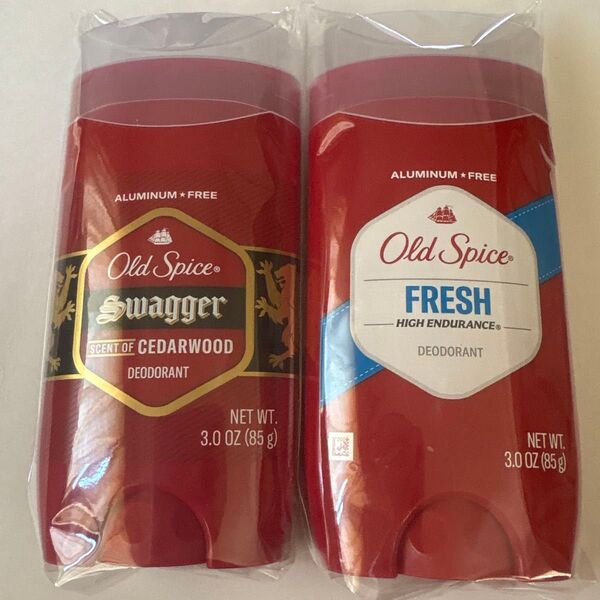 ALUMINUM★FREE
Old Spice®
Swagger
SCENT OF CEDARWOOD
DEODORANT
NET WT.
3.0 OZ (85 g)
ALUMINUM★FREE
Old Spice®
FRESH
HIGH ENDURANCE®
DEODORANT
NET WT.
3.0 OZ (85 g)